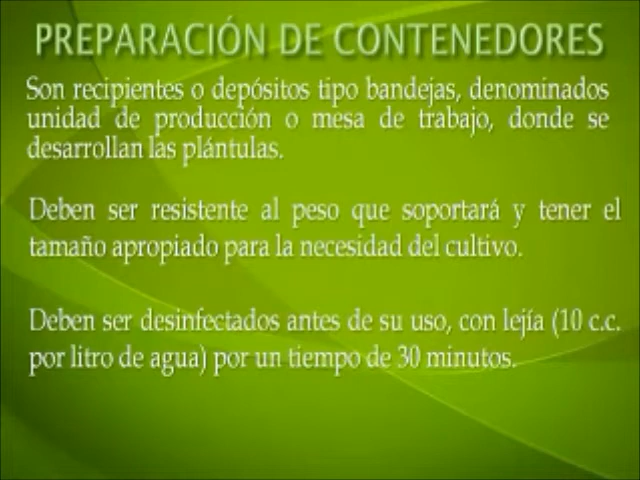 PREPARACIÓN DE CONTENEDORES
Son recipientes o depósitos tipo bandejas, denominados
unidad de producción o mesa de trabajo, donde se
desarrollan las plántulas.
Deben ser resistente al peso que soportará y tener el
tamaño apropiado para la necesidad del cultivo.
Deben ser desinfectados antes de su uso, con lejía (10 c.c.
por litro de agua) por un tiempo de 30 minutos.